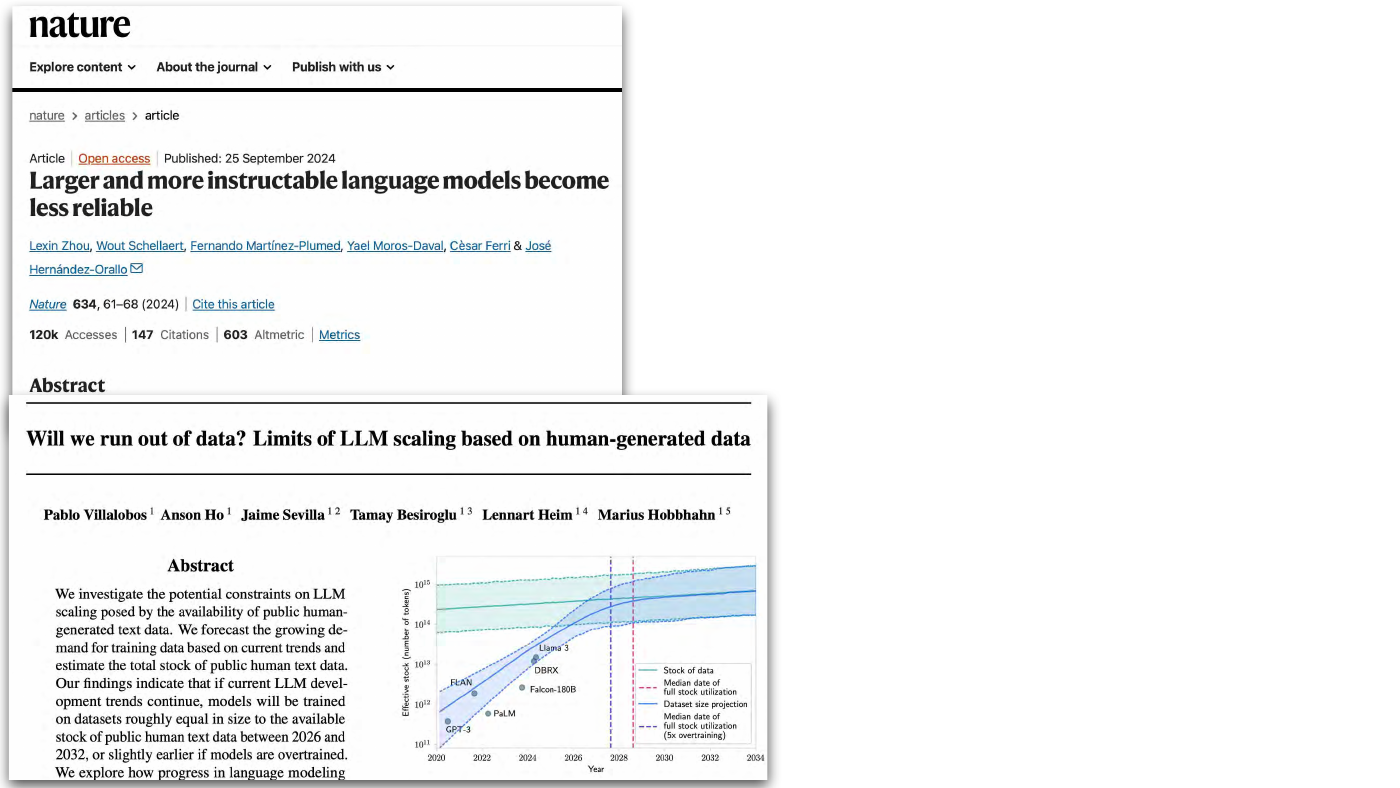 nature
Explore content About the journal Publish with us
nature > articles > article
Article | Open access | Published: 25 September 2024
Larger and more instructable language models become
less reliable
Lexin Zhou, Wout Schellaert, Fernando Martínez-Plumed, Yael Moros-Daval, Cèsar Ferri & José
Hernández-Orallo
Nature 634, 61–68 (2024) | Cite this article
120k Accesses | 147 Citations | 603 Altmetric | Metrics
Abstract
Will we run out of data? Limits of LLM scaling based on human-generated data
Pablo Villalobos 1 Anson Ho 1 Jaime Sevilla 1 2 Tamay Besiroglu 1 3 Lennart Heim 1 4 Marius Hobbhahn 1 5
Abstract
We investigate the potential constraints on LLM
scaling posed by the availability of public human-
generated text data. We forecast the growing de-
mand for training data based on current trends and
estimate the total stock of public human text data.
Our findings indicate that if current LLM devel-
opment trends continue, models will be trained
on datasets roughly equal in size to the available
stock of public human text data between 2026 and
2032, or slightly earlier if models are overtrained.
We explore how progress in language modeling
Effective stock (number of tokens)
10^15
10^14
10^13
10^12
10^11
Llama 3
DBRX
FLAN
Falcon-180B
PaLM
GPT-3
Stock of data
Median date of
full stock utilization
Dataset size projection
Median date of
full stock utilization
(5x overtraining)
2020 2022 2024 2026 2028 2030 2032 2034
Year